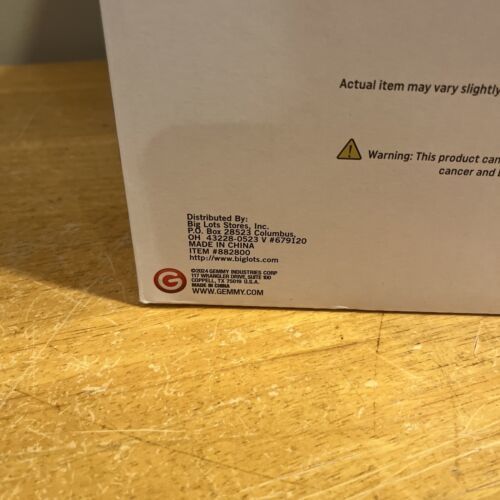 Actual item may vary slightly
Warning: This product can
cancer and
Distributed By:
Big Lots Stores, Inc.
P.O. Box 28523 Columbus,
OH 43228-0523 V #679120
MADE IN CHINA
ITEM #882800
http://www.biglots.com
G
©2024 GEMMY INDUSTRIES CORP
117 WRANGLER DRIVE, SUITE 100
COPPELL, TX 75019 U.S.A.
MADE IN CHINA
WWW.GEMMY.COM